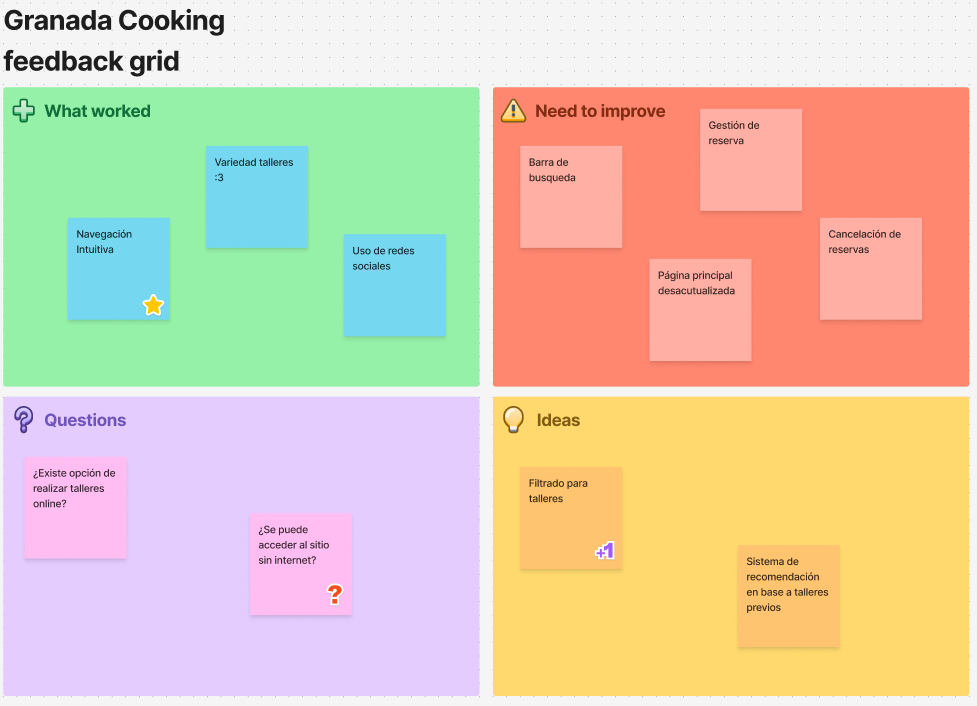 Granada Cooking
feedback grid
What worked
Variedad talleres
:3
Navegación
Intuitiva
Uso de redes
sociales
Need to improve
Gestión de
reserva
Barra de
busqueda
Cancelación de
reservas
Página principal
desacutualizada
Questions
¿Existe opción de
realizar talleres
online?
¿Se puede
acceder al sitio
sin internet?
?
Ideas
Filtrado para
talleres
+1
Sistema de
recomendación
en base a talleres
previos